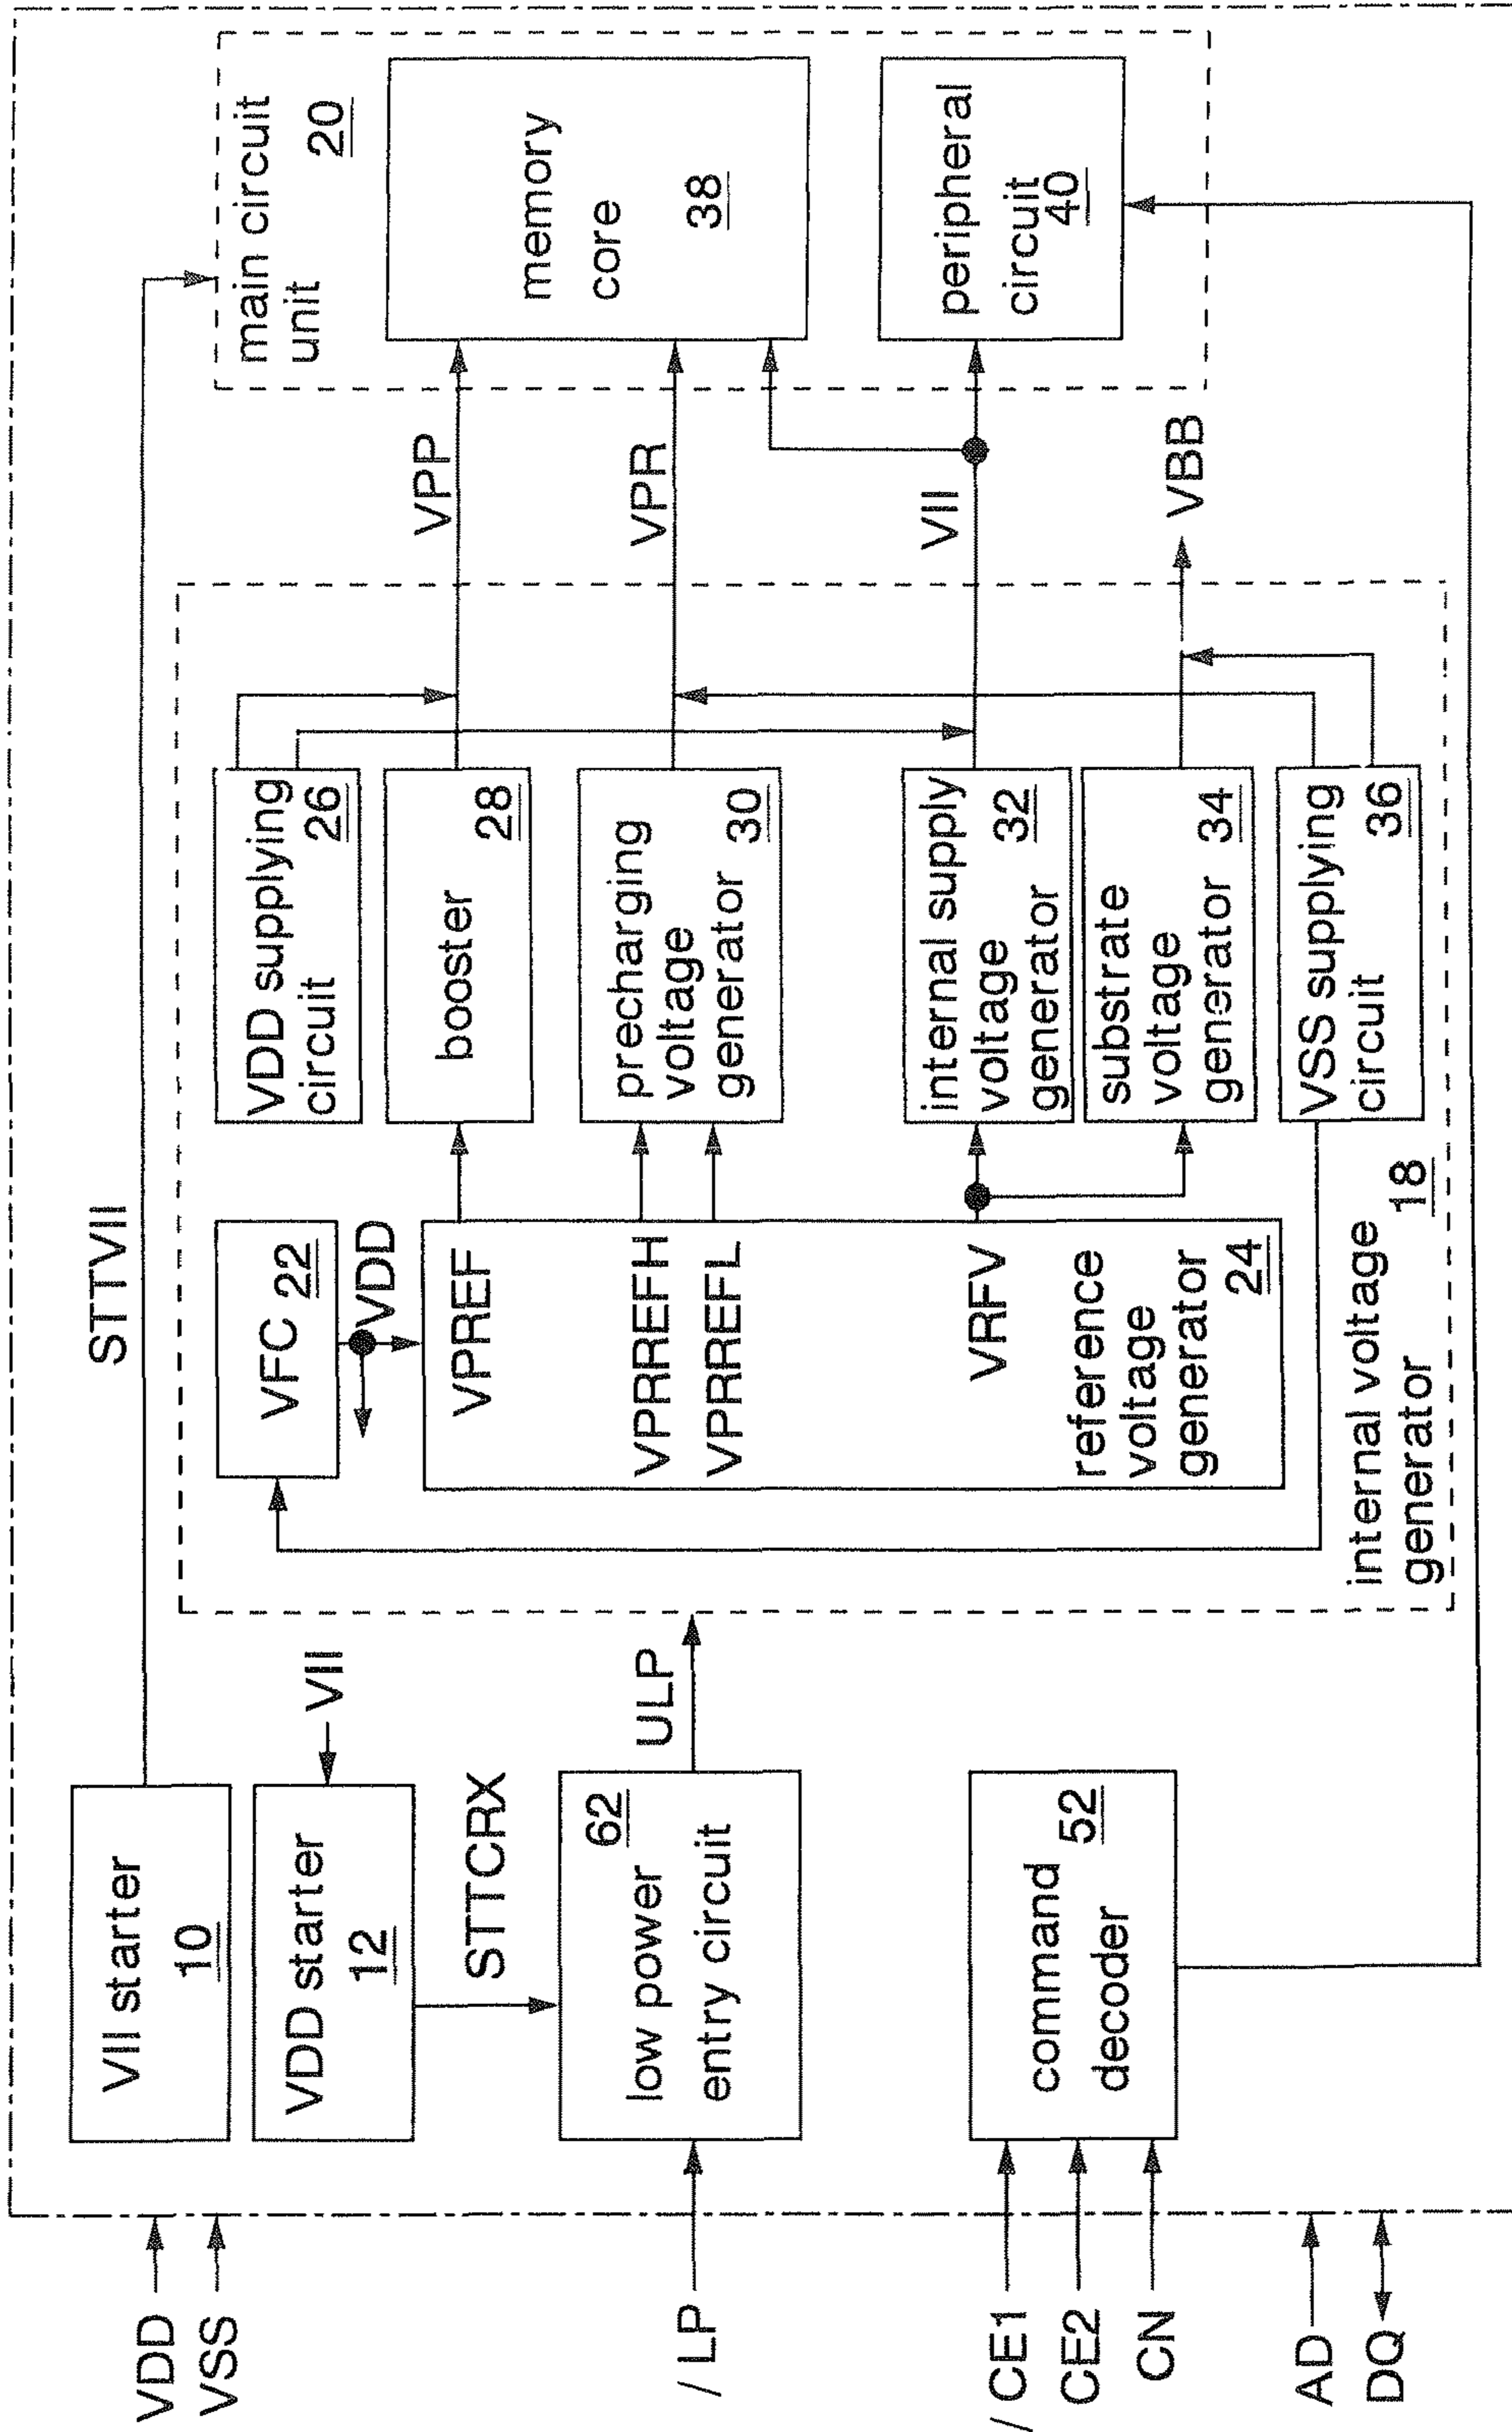 VDD
VSS
/ LP
/ CE1
CE2
CN
AD
DQ
VII starter
10
VDD starter
12
VII
STTCRX
62
low power
entry circuit
ULP
command
decoder
52
STTVII
VFC 22
VDD
VPREF
VPRREFH
VPRREFL
VRFV
reference
voltage
generator
24
internal voltage
generator
18
VDD supplying
circuit
26
booster
28
precharging
voltage
generator
30
internal supply
voltage
generator
32
substrate
voltage
generator
34
VSS supplying
circuit
36
VPP
VPR
VII
VBB
main circuit
unit
20
memory
core
38
peripheral
circuit
40